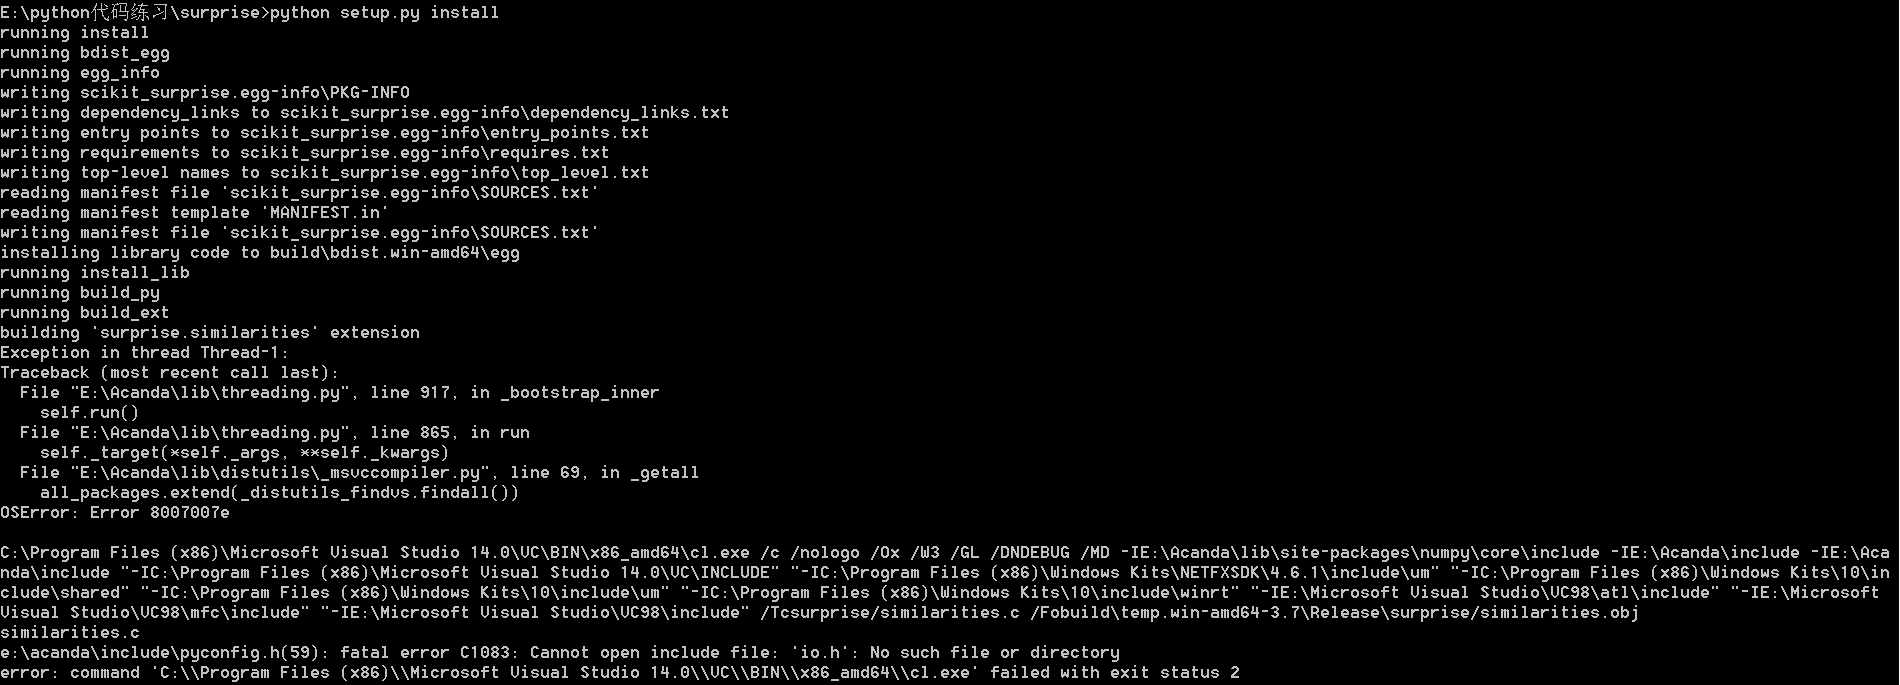 E:\python代码练习\surprise>python setup.py install
running install
running bdist_egg
running egg_info
writing scikit_surprise.egg-info\PKG-INFO
writing dependency_links to scikit_surprise.egg-info\dependency_links.txt
writing entry points to scikit_surprise.egg-info\entry_points.txt
writing requirements to scikit_surprise.egg-info\requires.txt
writing top-level names to scikit_surprise.egg-info\top_level.txt
reading manifest file 'scikit_surprise.egg-info\SOURCES.txt'
reading manifest template 'MANIFEST.in'
writing manifest file 'scikit_surprise.egg-info\SOURCES.txt'
installing library code to build\bdist.win-amd64\egg
running install_lib
running build_py
running build_ext
building 'surprise.similarities' extension
Exception in thread Thread-1:
Traceback (most recent call last):
  File "E:\Acanda\lib\threading.py", line 917, in _bootstrap_inner
    self.run()
  File "E:\Acanda\lib\threading.py", line 865, in run
    self._target(*self._args, **self._kwargs)
  File "E:\Acanda\lib\distutils\_msvccompiler.py", line 69, in _getall
    all_packages.extend(_distutils_findvs.findall())
OSError: Error 8007007e

C:\Program Files (x86)\Microsoft Visual Studio 14.0\VC\BIN\x86_amd64\cl.exe /c /nologo /Ox /W3 /GL /DNDEBUG /MD -IE:\Acanda\lib\site-packages\numpy\core\include -IE:\Acanda\include -IE:\Aca
nda\include "-IC:\Program Files (x86)\Microsoft Visual Studio 14.0\VC\INCLUDE" "-IC:\Program Files (x86)\Windows Kits\NETFXSDK\4.6.1\include\um" "-IC:\Program Files (x86)\Windows Kits\10\in
clude\shared" "-IC:\Program Files (x86)\Windows Kits\10\include\um" "-IC:\Program Files (x86)\Windows Kits\10\include\winrt" "-IE:\Microsoft Visual Studio\VC98\atl\include" "-IE:\Microsoft
Visual Studio\VC98\mfc\include" "-IE:\Microsoft Visual Studio\VC98\include" /Tcsurprise/similarities.c /Fobuild\temp.win-amd64-3.7\Release\surprise/similarities.obj
similarities.c
e:\acanda\include\pyconfig.h(59): fatal error C1083: Cannot open include file: 'io.h': No such file or directory
error: command 'C:\\Program Files (x86)\\Microsoft Visual Studio 14.0\\VC\\BIN\\x86_amd64\\cl.exe' failed with exit status 2